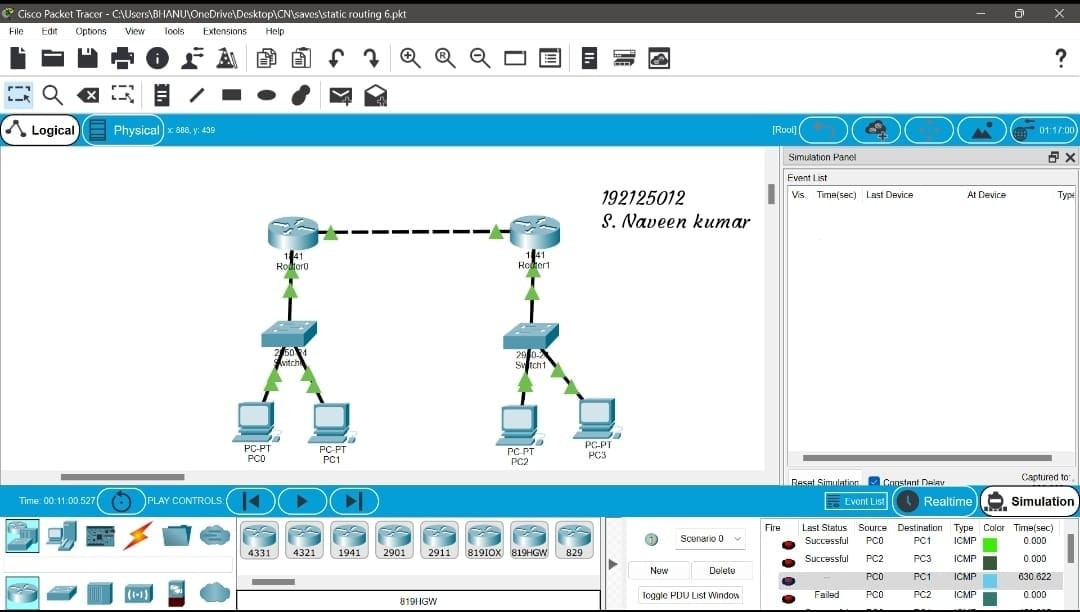 Cisco Packet Tracer - C:\Users\BHANU\OneDrive\Desktop\CN\saves\static routing 6.pkt
File Edit Options View Tools Extensions Help
Logical Physical x: 888, y: 439 [Root] 01:17:00
Simulation Panel
Event List
Vis. Time(sec) Last Device At Device Type
192125012
S. Naveen kumar
1841
Router0
1841
Router1
2950-24
Switch0
2950-24
Switch1
PC-PT
PC0
PC-PT
PC1
PC-PT
PC2
PC-PT
PC3
Reset Simulation Constant Delay Captured to:
Time: 00:11:00.527 PLAY CONTROLS: Event List Realtime Simulation
4331 4321 1941 2901 2911 819IOX 819HGW 829
819HGW
Scenario 0
New Delete
Toggle PDU List Window
Fire Last Status Source Destination Type Color Time(sec)
Successful PC0 PC1 ICMP 0.000
Successful PC2 PC3 ICMP 0.000
-- PC0 PC1 ICMP 630.622
Failed PC0 PC2 ICMP 0.000